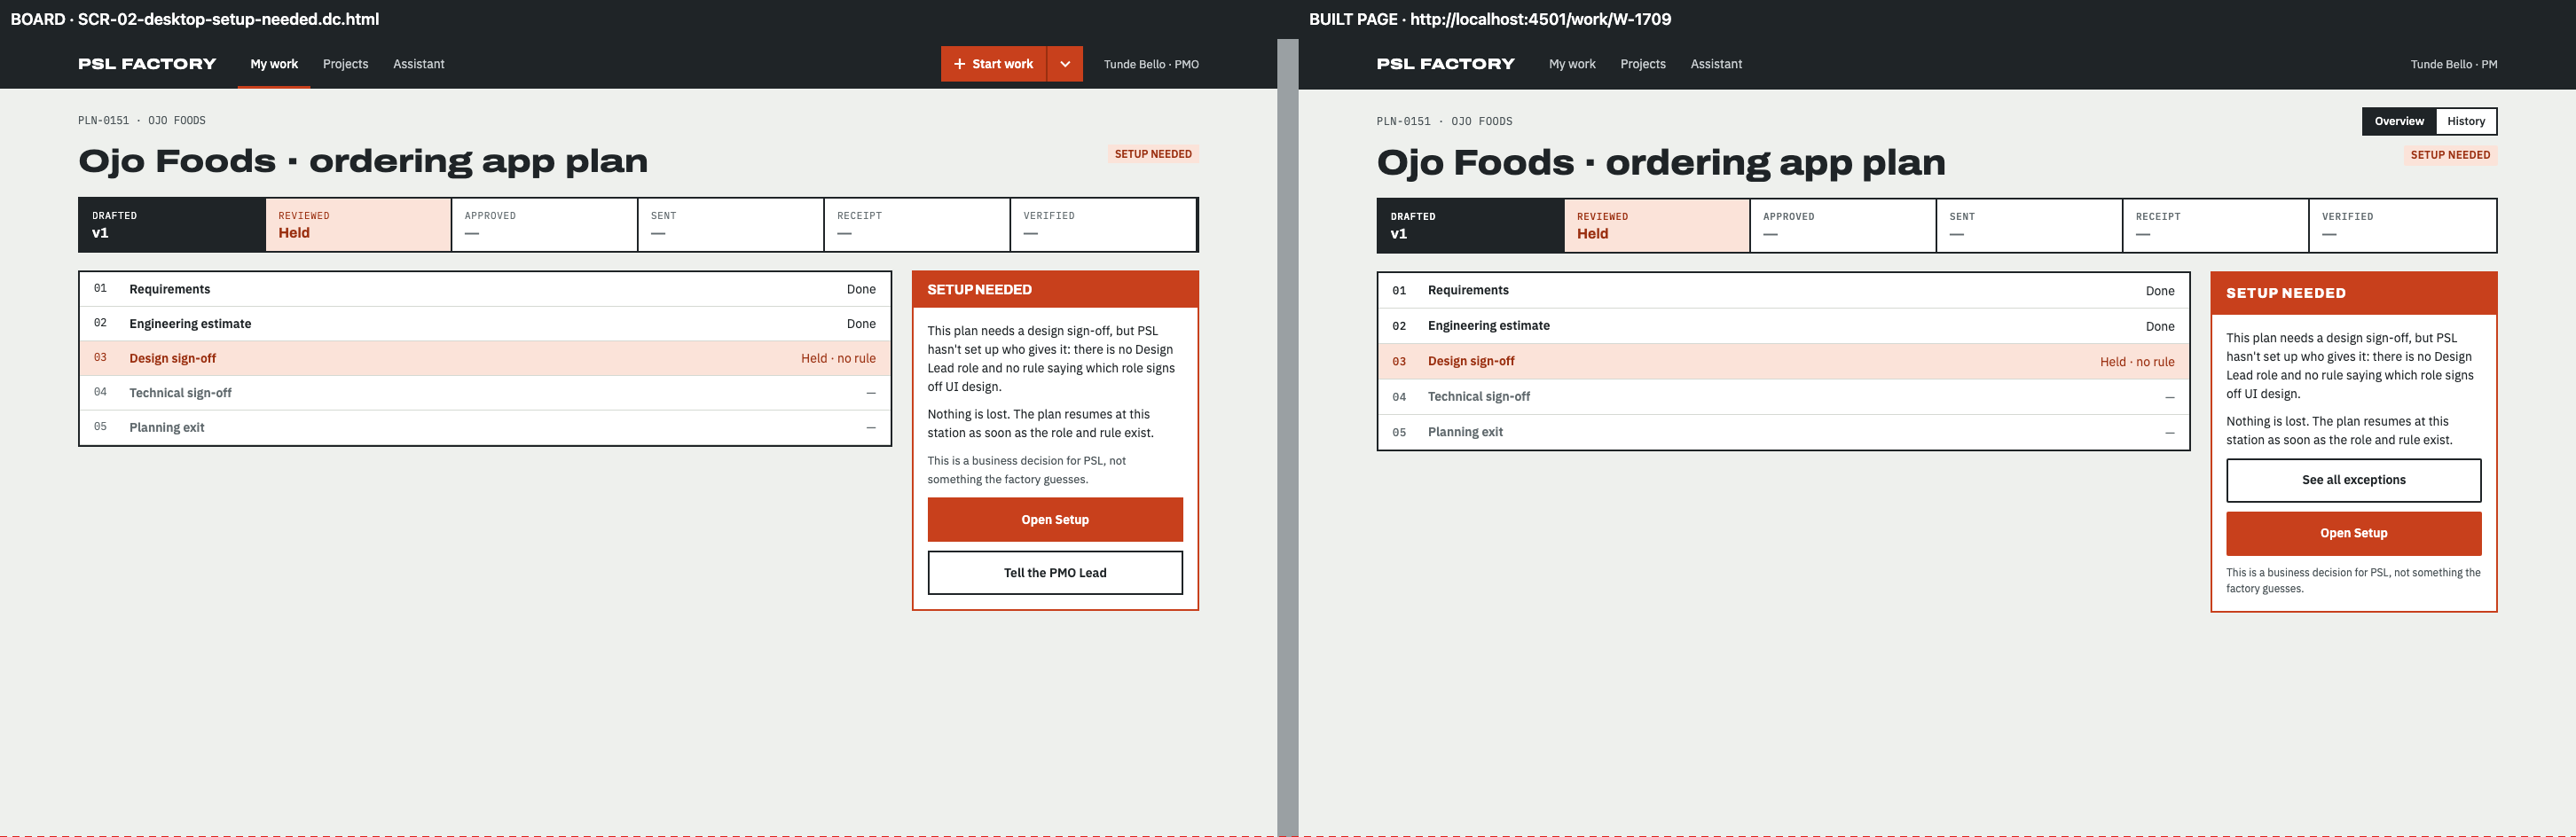 BOARD · SCR-02-desktop-setup-needed.dc.html
PSL FACTORY My work Projects Assistant + Start work Tunde Bello · PMO
PLN-0151 · OJO FOODS
Ojo Foods · ordering app plan SETUP NEEDED
DRAFTED REVIEWED APPROVED SENT RECEIPT VERIFIED
v1 Held — — — —
01 Requirements Done
02 Engineering estimate Done
03 Design sign-off Held · no rule
04 Technical sign-off —
05 Planning exit —
SETUP NEEDED
This plan needs a design sign-off, but PSL
hasn't set up who gives it: there is no Design
Lead role and no rule saying which role signs
off UI design.
Nothing is lost. The plan resumes at this
station as soon as the role and rule exist.
This is a business decision for PSL, not
something the factory guesses.
Open Setup
Tell the PMO Lead
BUILT PAGE · http://localhost:4501/work/W-1709
PSL FACTORY My work Projects Assistant Tunde Bello · PM
PLN-0151 · OJO FOODS Overview History
Ojo Foods · ordering app plan SETUP NEEDED
DRAFTED REVIEWED APPROVED SENT RECEIPT VERIFIED
v1 Held — — — —
01 Requirements Done
02 Engineering estimate Done
03 Design sign-off Held · no rule
04 Technical sign-off —
05 Planning exit —
SETUP NEEDED
This plan needs a design sign-off, but PSL
hasn't set up who gives it: there is no Design
Lead role and no rule saying which role signs
off UI design.
Nothing is lost. The plan resumes at this
station as soon as the role and rule exist.
See all exceptions
Open Setup
This is a business decision for PSL, not something the
factory guesses.